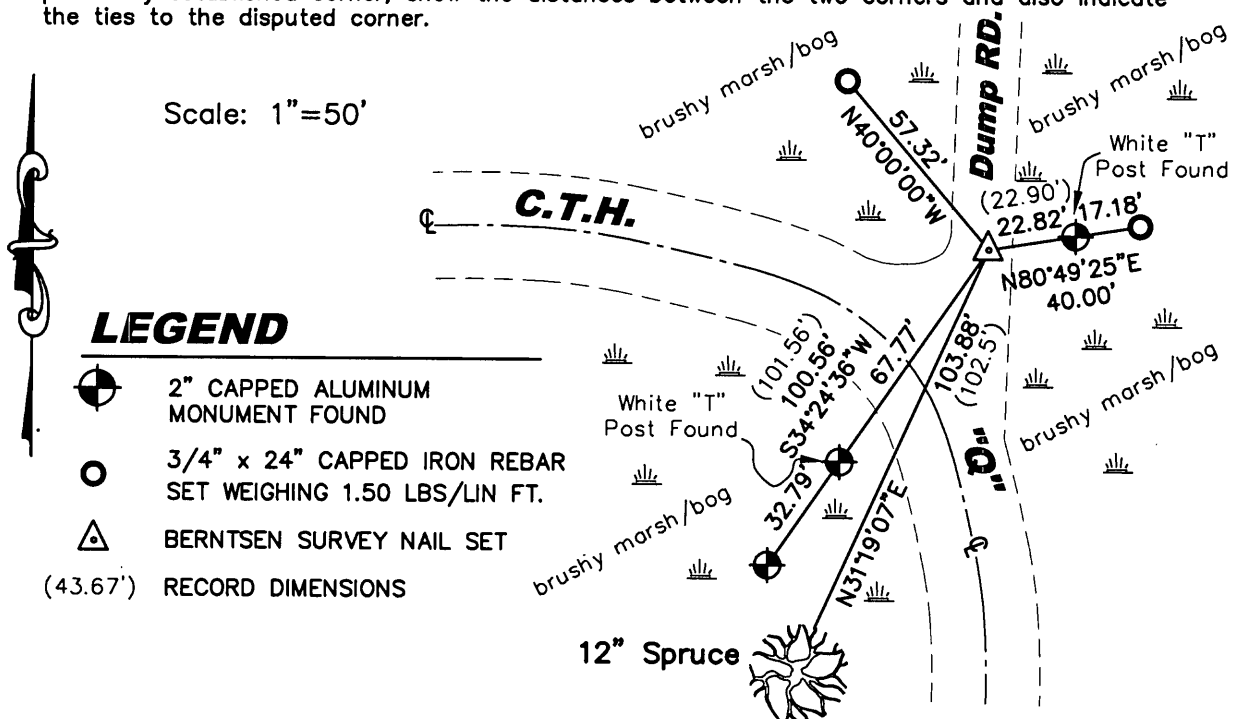 the ties to the disputed corner.
Scale: 1"=50'
brushy marsh/bog
Dump RD.
brushy marsh/bog
57.32'
N40°00'00"W
White "T"
Post Found
(22.90')
22.82'
17.18'
N80°49'25"E
40.00'
C.T.H.
℄
LEGEND
2" CAPPED ALUMINUM
MONUMENT FOUND
3/4" x 24" CAPPED IRON REBAR
SET WEIGHING 1.50 LBS/LIN FT.
BERNTSEN SURVEY NAIL SET
(43.67') RECORD DIMENSIONS
(101.56')
100.56'
S34°24'36"W
67.77'
103.88'
(102.5')
White "T"
Post Found
32.79'
N31°19'07"E
"D"
℄
brushy marsh/bog
brushy marsh/bog
12" Spruce